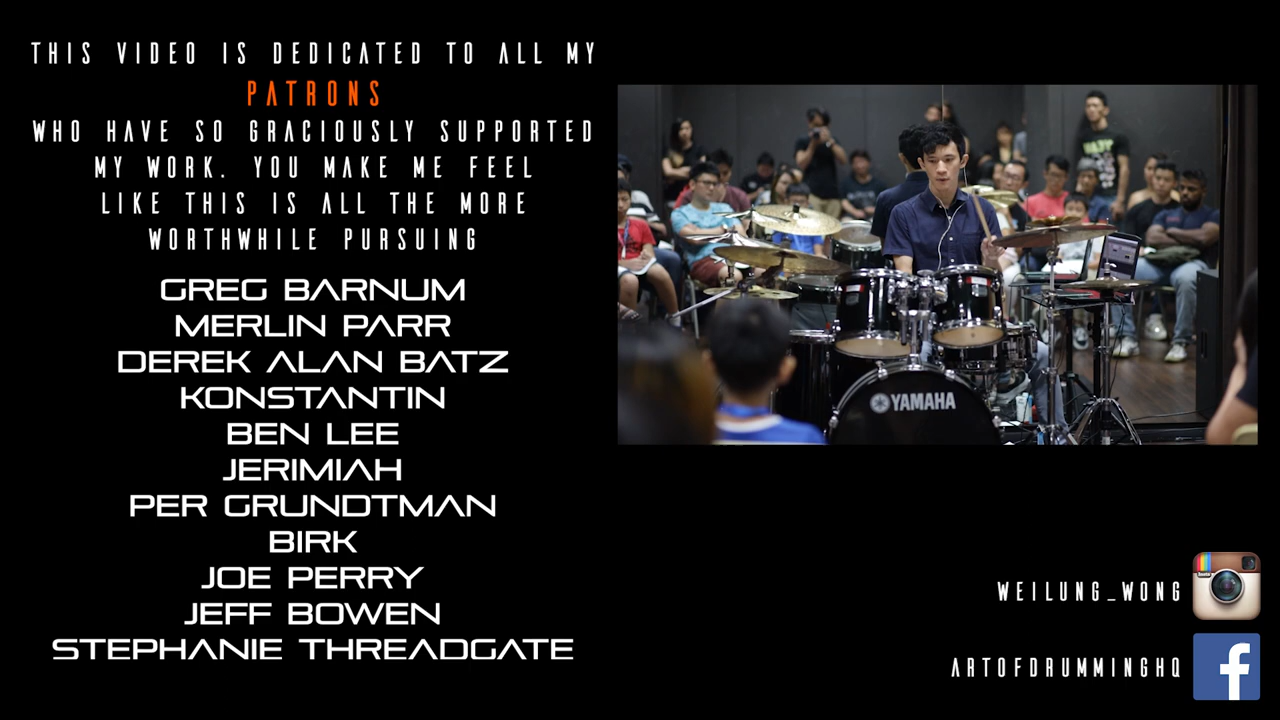 THIS VIDEO IS DEDICATED TO ALL MY
PATRONS
WHO HAVE SO GRACIOUSLY SUPPORTED
MY WORK. YOU MAKE ME FEEL
LIKE THIS IS ALL THE MORE
WORTHWHILE PURSUING
GREG BARNUM
MERLIN PARR
DEREK ALAN BATZ
KONSTANTIN
BEN LEE
JERIMIAH
PER GRUNDTMAN
BIRK
JOE PERRY
JEFF BOWEN
STEPHANIE THREADGATE
YAMAHA
WEILUNG_WONG
ARTOFDRUMMINGHQ